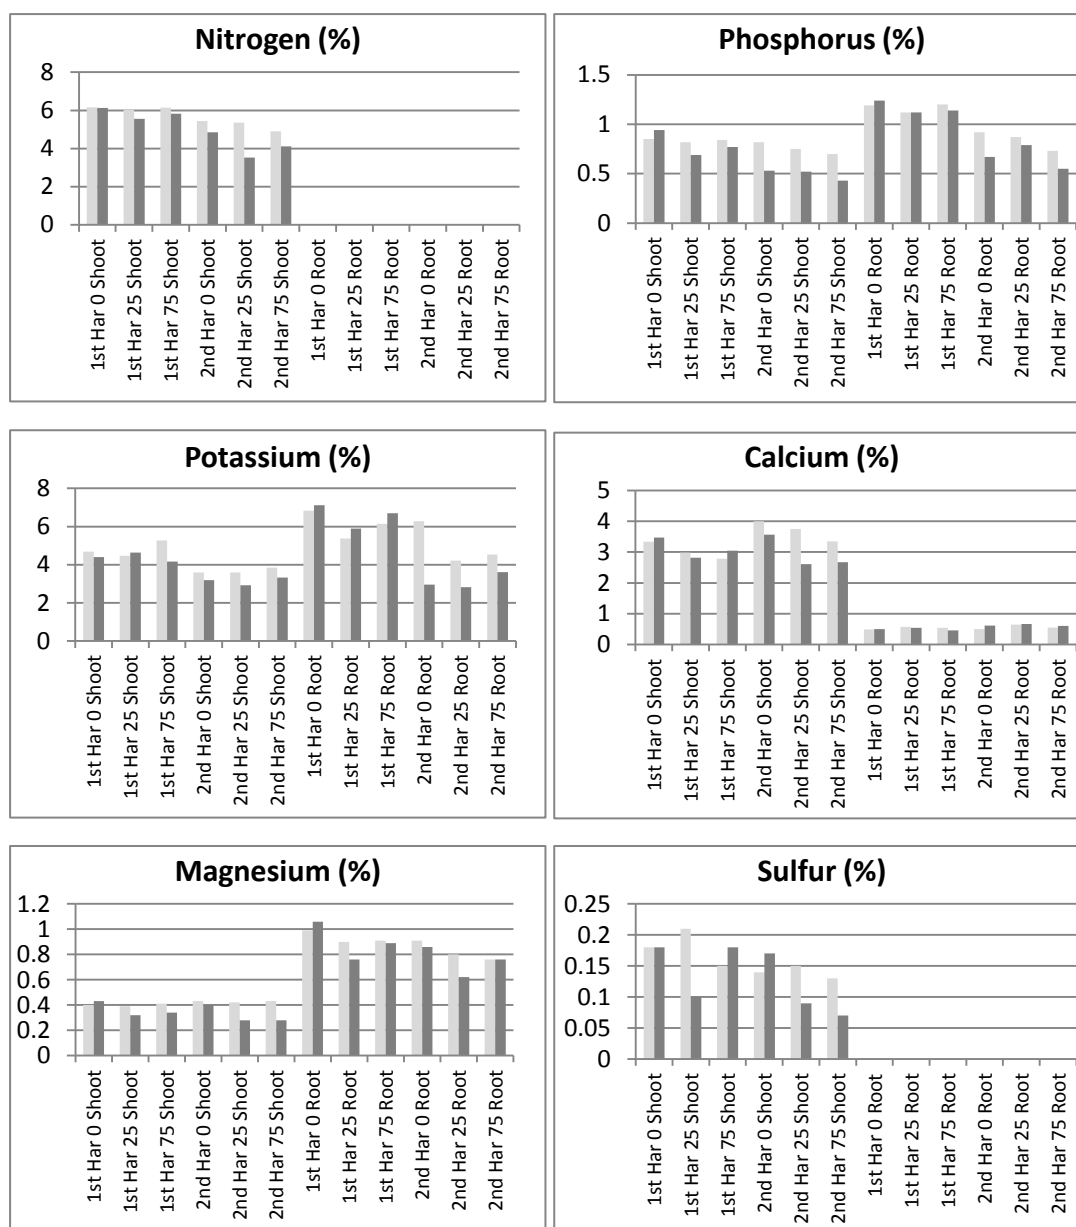 Nitrogen (%)
8
6
4
2
0
1st Har 0 Shoot
1st Har 25 Shoot
1st Har 75 Shoot
2nd Har 0 Shoot
2nd Har 25 Shoot
2nd Har 75 Shoot
1st Har 0 Root
1st Har 25 Root
1st Har 75 Root
2nd Har 0 Root
2nd Har 25 Root
2nd Har 75 Root
Phosphorus (%)
1.5
1
0.5
0
1st Har 0 Shoot
1st Har 25 Shoot
1st Har 75 Shoot
2nd Har 0 Shoot
2nd Har 25 Shoot
2nd Har 75 Shoot
1st Har 0 Root
1st Har 25 Root
1st Har 75 Root
2nd Har 0 Root
2nd Har 25 Root
2nd Har 75 Root
Potassium (%)
8
6
4
2
0
1st Har 0 Shoot
1st Har 25 Shoot
1st Har 75 Shoot
2nd Har 0 Shoot
2nd Har 25 Shoot
2nd Har 75 Shoot
1st Har 0 Root
1st Har 25 Root
1st Har 75 Root
2nd Har 0 Root
2nd Har 25 Root
2nd Har 75 Root
Calcium (%)
5
4
3
2
1
0
1st Har 0 Shoot
1st Har 25 Shoot
1st Har 75 Shoot
2nd Har 0 Shoot
2nd Har 25 Shoot
2nd Har 75 Shoot
1st Har 0 Root
1st Har 25 Root
1st Har 75 Root
2nd Har 0 Root
2nd Har 25 Root
2nd Har 75 Root
Magnesium (%)
1.2
1
0.8
0.6
0.4
0.2
0
1st Har 0 Shoot
1st Har 25 Shoot
1st Har 75 Shoot
2nd Har 0 Shoot
2nd Har 25 Shoot
2nd Har 75 Shoot
1st Har 0 Root
1st Har 25 Root
1st Har 75 Root
2nd Har 0 Root
2nd Har 25 Root
2nd Har 75 Root
Sulfur (%)
0.25
0.2
0.15
0.1
0.05
0
1st Har 0 Shoot
1st Har 25 Shoot
1st Har 75 Shoot
2nd Har 0 Shoot
2nd Har 25 Shoot
2nd Har 75 Shoot
1st Har 0 Root
1st Har 25 Root
1st Har 75 Root
2nd Har 0 Root
2nd Har 25 Root
2nd Har 75 Root